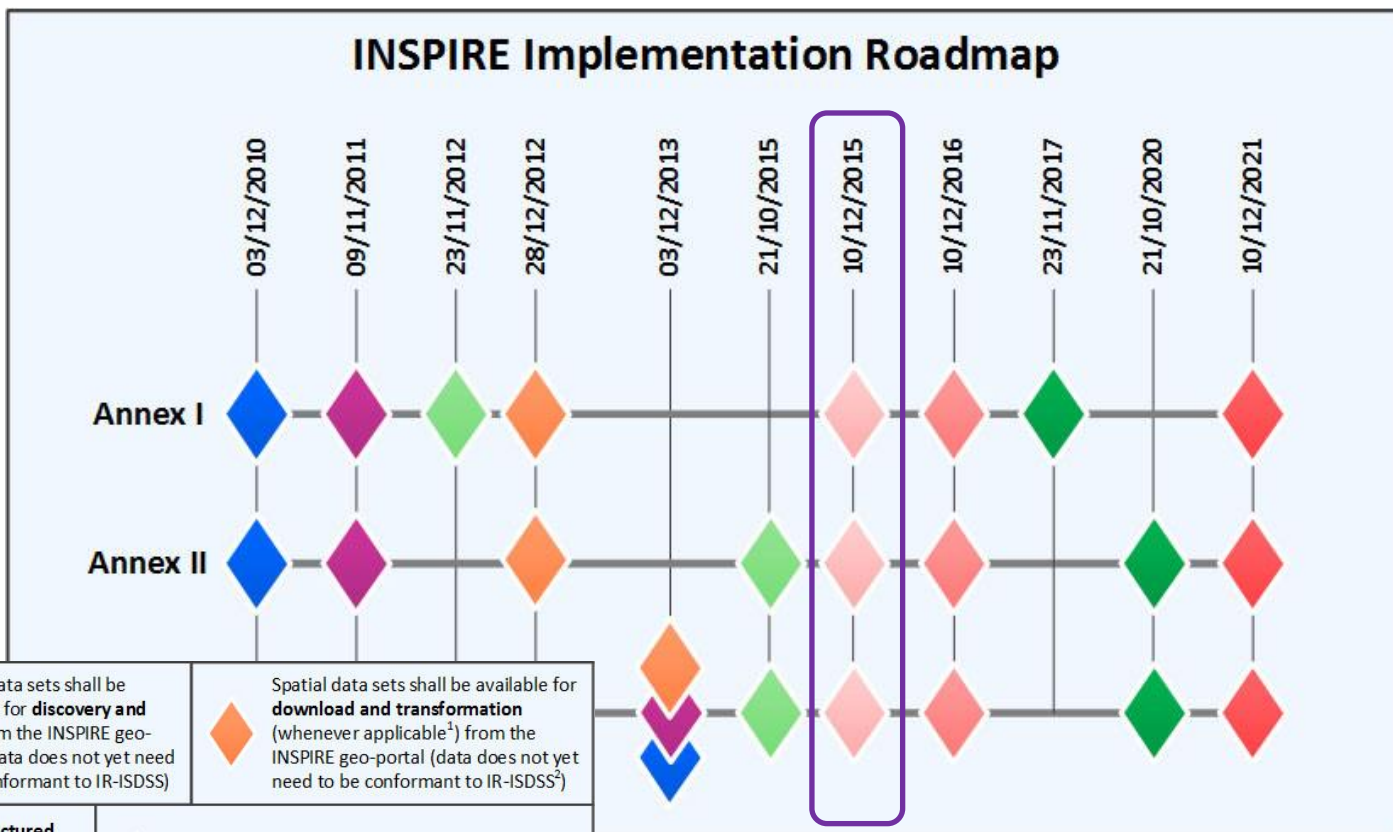 INSPIRE Implementation Roadmap
03/12/2010
09/11/2011
23/11/2012
28/12/2012
03/12/2013
21/10/2015
10/12/2015
10/12/2016
23/11/2017
21/10/2020
10/12/2021
Annex I
Annex II
sets shall be
for discovery and
the INSPIRE geo-
does not yet need
to IR-ISDSS)
Spatial data sets shall be available for
download and transformation
(whenever applicable¹) from the
INSPIRE geo-portal (data does not yet
need to be conformant to IR-ISDSS²)